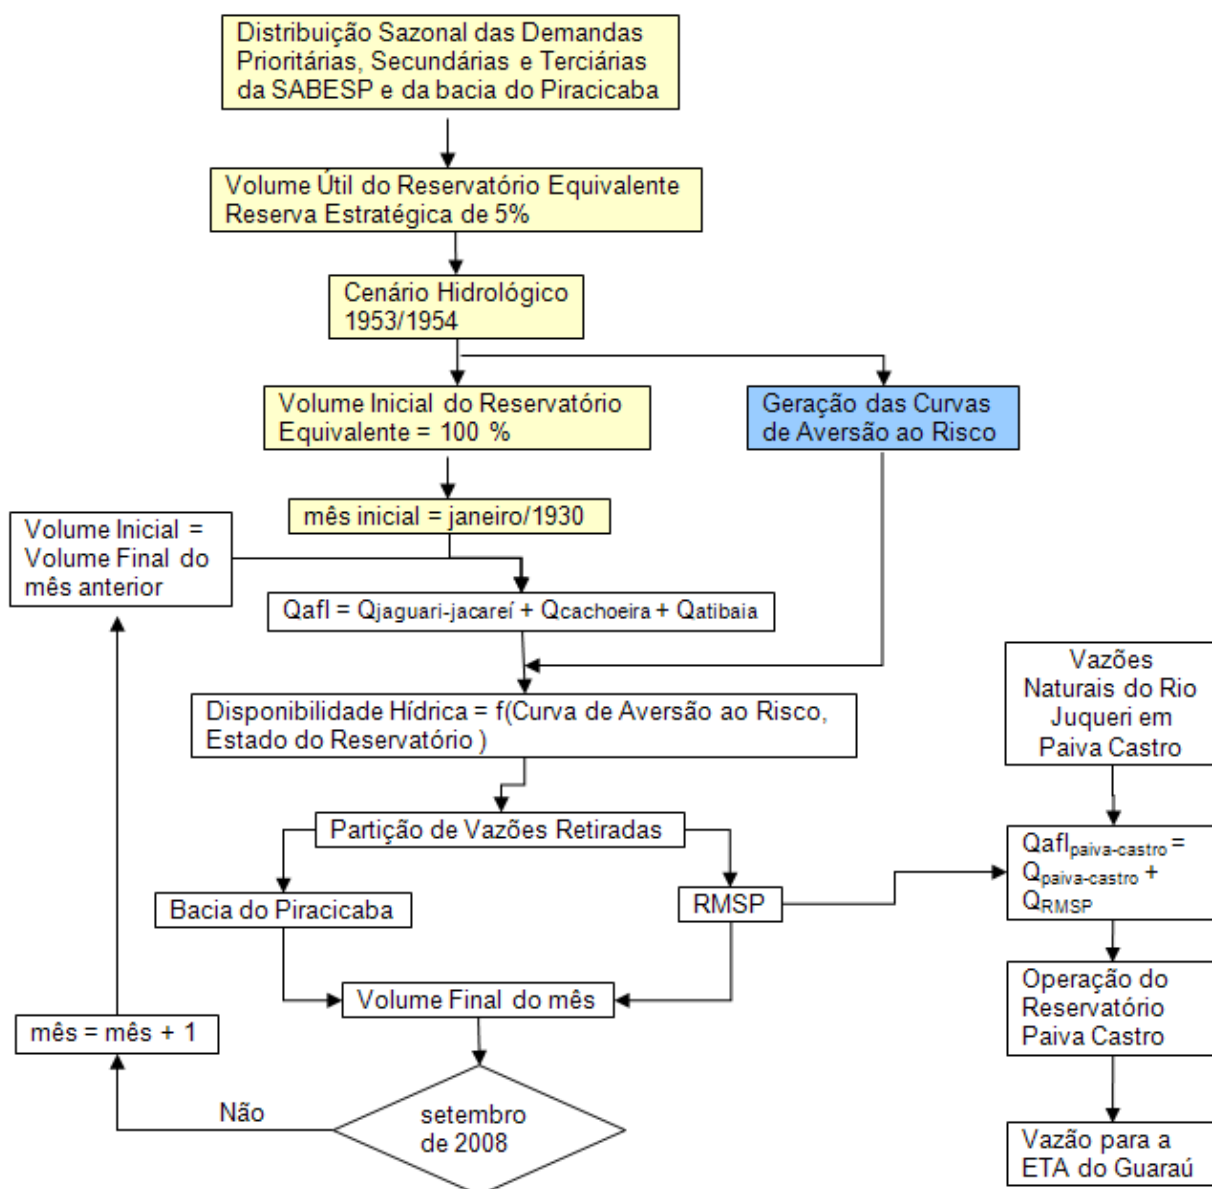 Distribuição Sazonal das Demandas
Prioritárias, Secundárias e Terciárias
da SABESP e da bacia do Piracicaba
Volume Útil do Reservatório Equivalente
Reserva Estratégica de 5%
Cenário Hidrológico
1953/1954
Volume Inicial do Reservatório
Equivalente = 100 %
Geração das Curvas
de Aversão ao Risco
mês inicial = janeiro/1930
Volume Inicial =
Volume Final do
mês anterior
Qafl = Qjaguari-jacareí + Qcachoeira + Qatibaia
Disponibilidade Hídrica = f(Curva de Aversão ao Risco,
Estado do Reservatório )
Vazões
Naturais do Rio
Juqueri em
Paiva Castro
Partição de Vazões Retiradas
Bacia do Piracicaba
RMSP
Qaflpaiva-castro =
Qpaiva-castro +
QRMSP
Volume Final do mês
Operação do
Reservatório
Paiva Castro
mês = mês + 1
Não
setembro
de 2008
Vazão para a
ETA do Guaraú